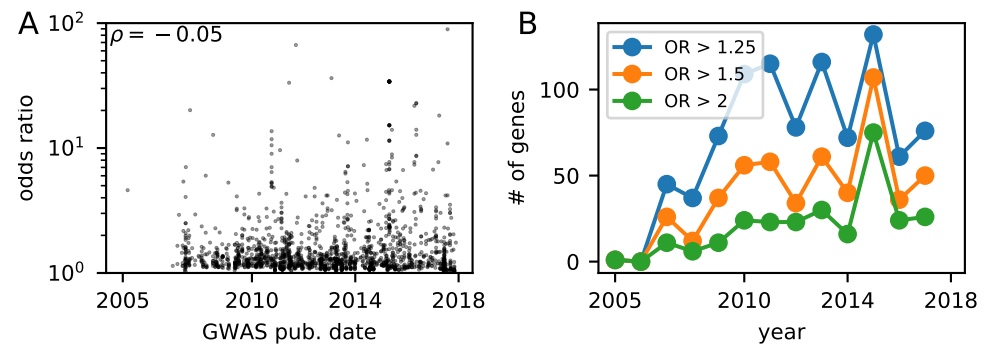 A
ρ = −0.05
odds ratio
10²
10¹
10⁰
2005 2010 2014 2018
GWAS pub. date
B
OR > 1.25
OR > 1.5
OR > 2
# of genes
100
50
0
2005 2010 2014 2018
year